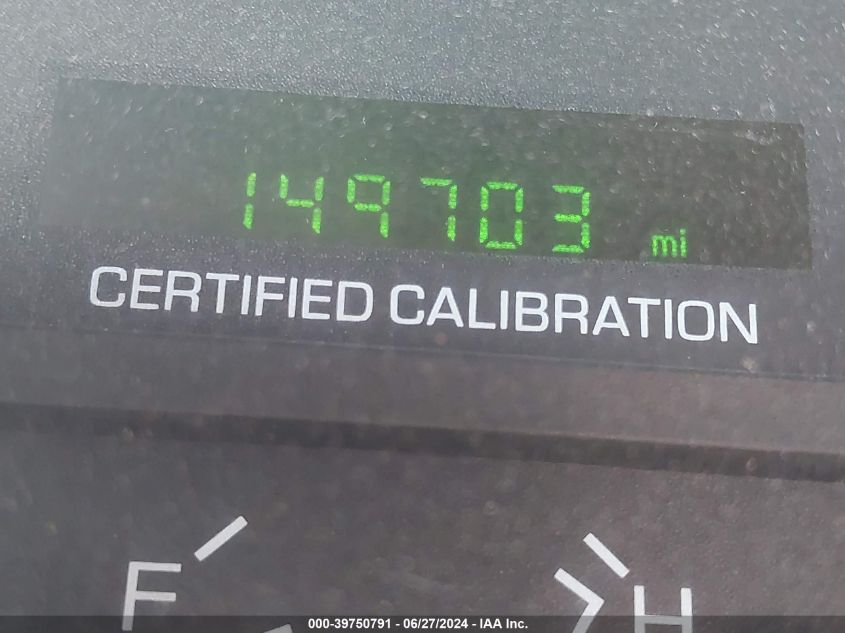 149703 mi
CERTIFIED CALIBRATION
F H
000-39750791 - 06/27/2024 - IAA Inc.